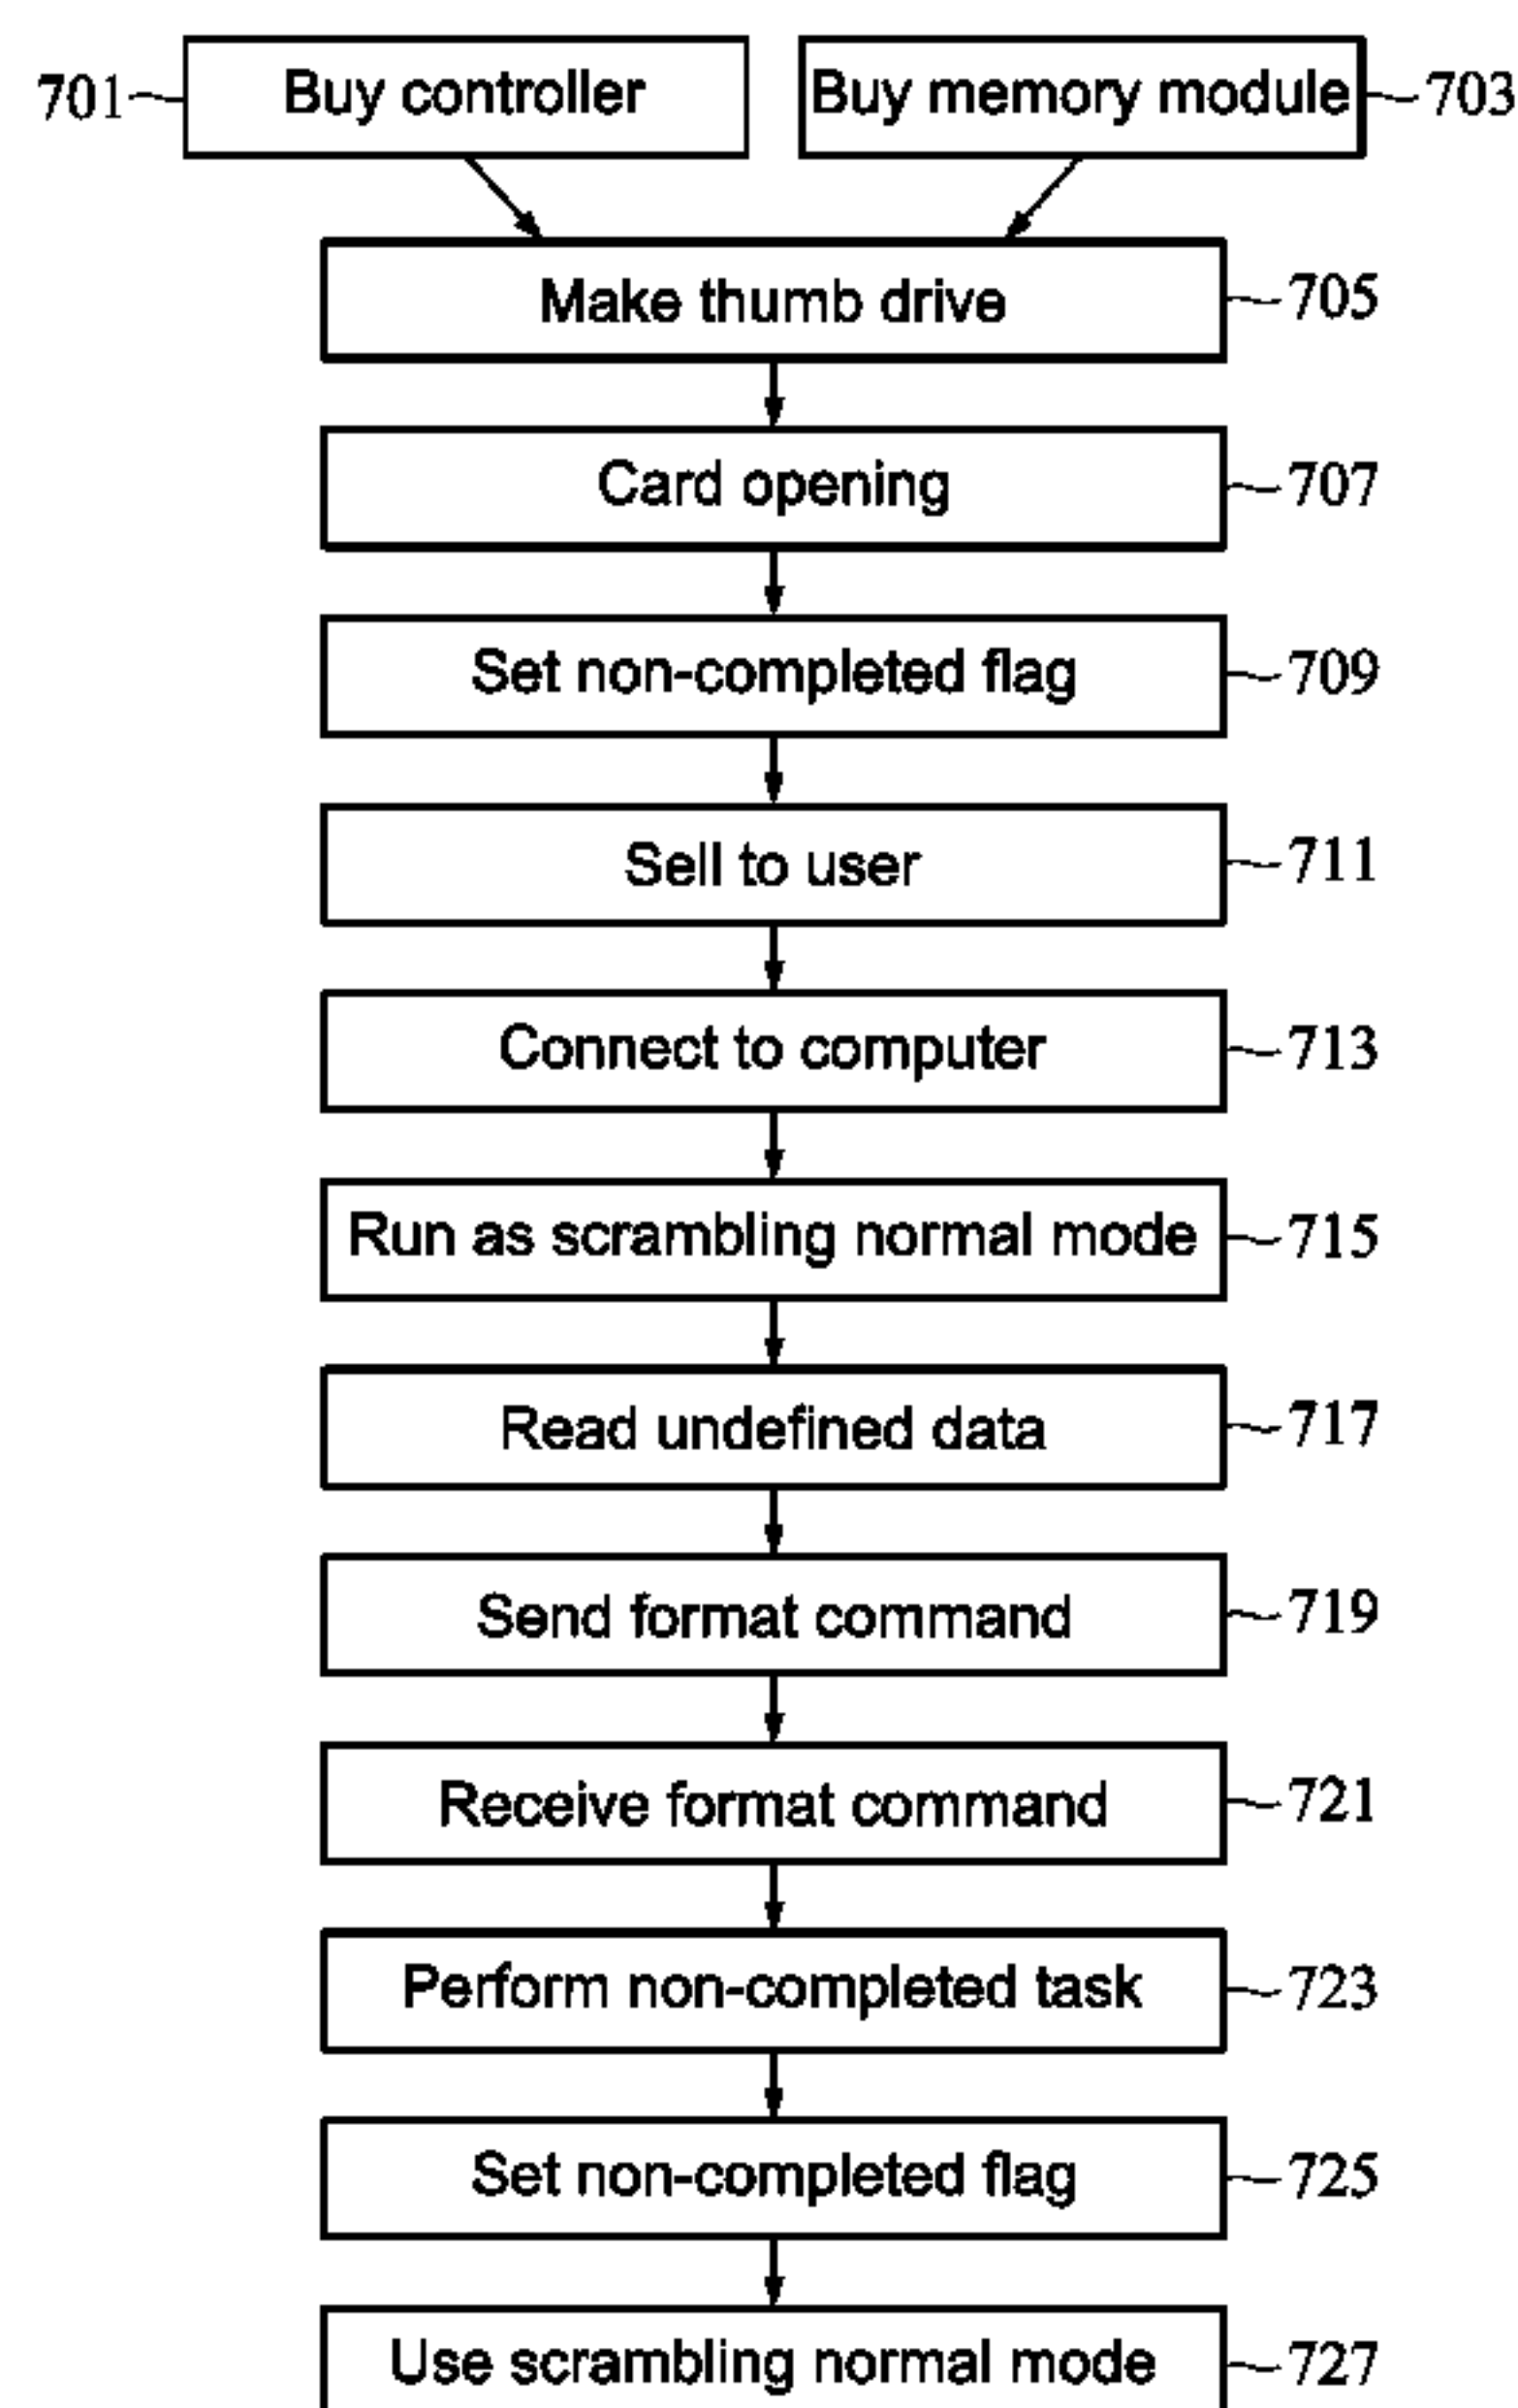 701 Buy controller Buy memory module 703
Make thumb drive 705
Card opening 707
Set non-completed flag 709
Sell to user 711
Connect to computer 713
Run as scrambling normal mode 715
Read undefined data 717
Send format command 719
Receive format command 721
Perform non-completed task 723
Set non-completed flag 725
Use scrambling normal mode 727